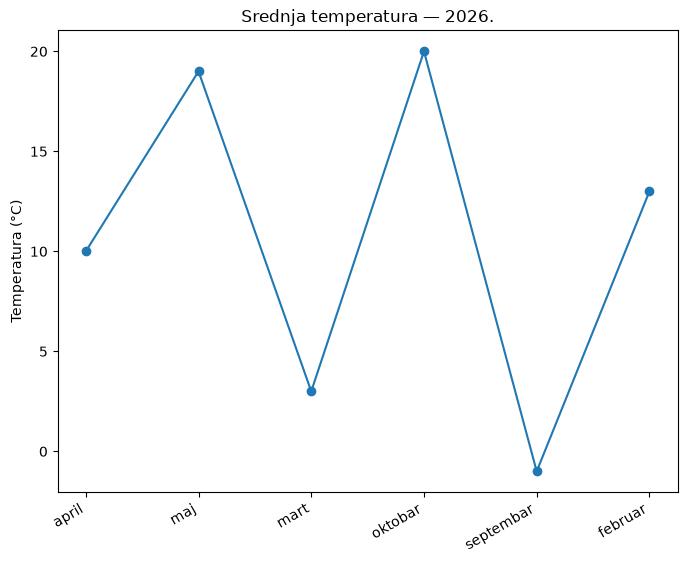 Srednja temperatura — 2026.
Temperatura (°C)
20
15
10
5
0
april
maj
mart
oktobar
septembar
februar